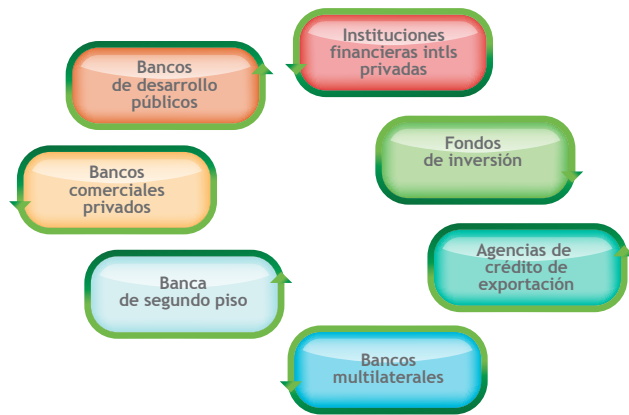 Instituciones
financieras intls
privadas
Bancos
de desarrollo
públicos
Fondos
de inversión
Bancos
comerciales
privados
Agencias de
crédito de
exportación
Banca
de segundo piso
Bancos
multilaterales